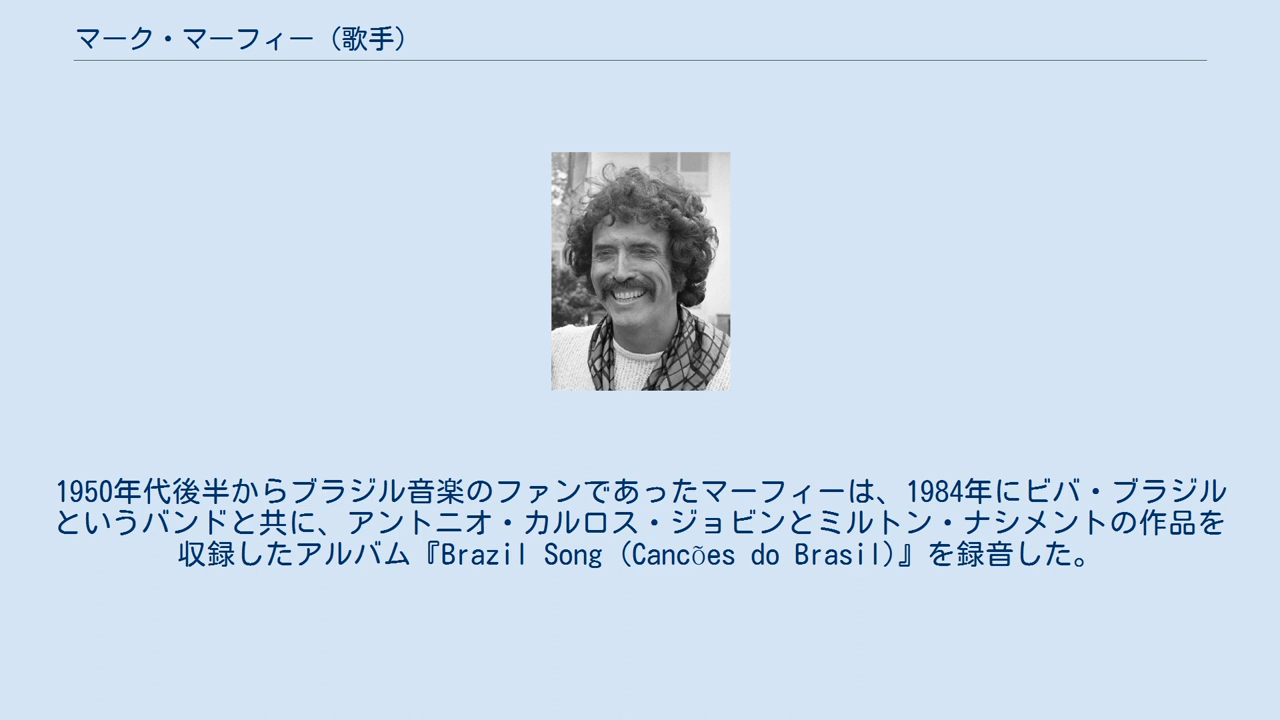 マーク・マーフィー（歌手）
1950年代後半からブラジル音楽のファンであったマーフィーは、1984年にビバ・ブラジル
というバンドと共に、アントニオ・カルロス・ジョビンとミルトン・ナシメントの作品を
収録したアルバム『Brazil Song (Cancões do Brasil)』を録音した。